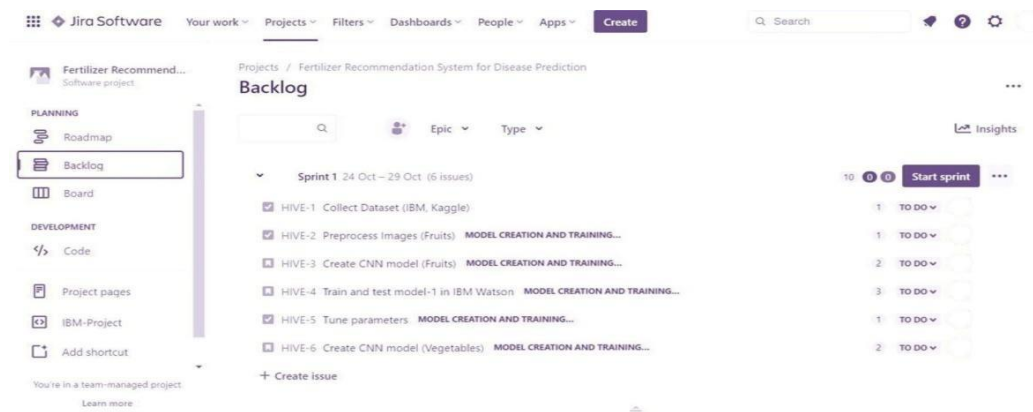 Jira Software Your work Projects Filters Dashboards People Apps Create Search
Fertilizer Recommend...
Software project
PLANNING
Roadmap
Backlog
Board
DEVELOPMENT
Code
Project pages
IBM-Project
Add shortcut
You're in a team-managed project
Learn more
Projects / Fertilizer Recommendation System for Disease Prediction
Backlog
Epic Type Insights
Sprint 1 24 Oct – 29 Oct (6 issues) 10 0 0 Start sprint
HIVE-1 Collect Dataset (IBM, Kaggle) 1 TO DO
HIVE-2 Preprocess Images (Fruits) MODEL CREATION AND TRAINING... 1 TO DO
HIVE-3 Create CNN model (Fruits) MODEL CREATION AND TRAINING... 2 TO DO
HIVE-4 Train and test model-1 in IBM Watson MODEL CREATION AND TRAINING... 3 TO DO
HIVE-5 Tune parameters MODEL CREATION AND TRAINING... 1 TO DO
HIVE-6 Create CNN model (Vegetables) MODEL CREATION AND TRAINING... 2 TO DO
+ Create issue